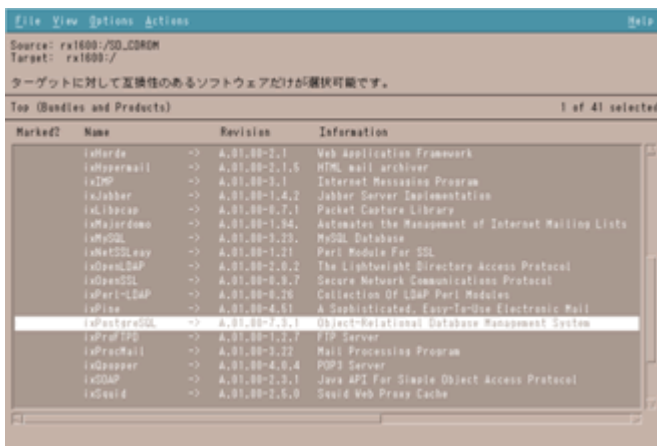 File View Options Actions Help
Source: rx1600:/SD_CDROM
Target: rx1600:/
ターゲットに対して互換性のあるソフトウェアだけが選択可能です。
Top (Bundles and Products) 1 of 41 selected
Marked? Name Revision Information
ixHorde -> A.01.00-2.1 Web Application Framework
ixHypermail -> A.01.00-2.1.5 HTML mail archiver
ixIMP -> A.01.00-3.1 Internet Messaging Program
ixJabber -> A.01.00-1.4.2 Jabber Server Implementation
ixLibpcap -> A.01.00-0.7.1 Packet Capture Library
ixMajordomo -> A.01.00-1.94. Automates the Management of Internet Mailing Lists
ixMySQL -> A.01.00-3.23. MySQL Database
ixNetSSLeay -> A.01.00-1.21 Perl Module For SSL
ixOpenLDAP -> A.01.00-2.0.2 The Lightweight Directory Access Protocol
ixOpenSSL -> A.01.00-0.9.7 Secure Network Communications Protocol
ixPerl-LDAP -> A.01.00-0.26 Collection Of LDAP Perl Modules
ixPine -> A.01.00-4.51 A Sophisticated, Easy-To-Use Electronic Mail
ixPostgreSQL -> A.01.00-7.3.1 Object-Relational Database Management System
ixProFTPD -> A.01.00-1.2.7 FTP Server
ixProcMail -> A.01.00-3.22 Mail Processing Program
ixQpopper -> A.01.00-4.0.4 POP3 Server
ixSOAP -> A.01.00-2.3.1 Java API For Simple Object Access Protocol
ixSquid -> A.01.00-2.5.0 Squid Web Proxy Cache